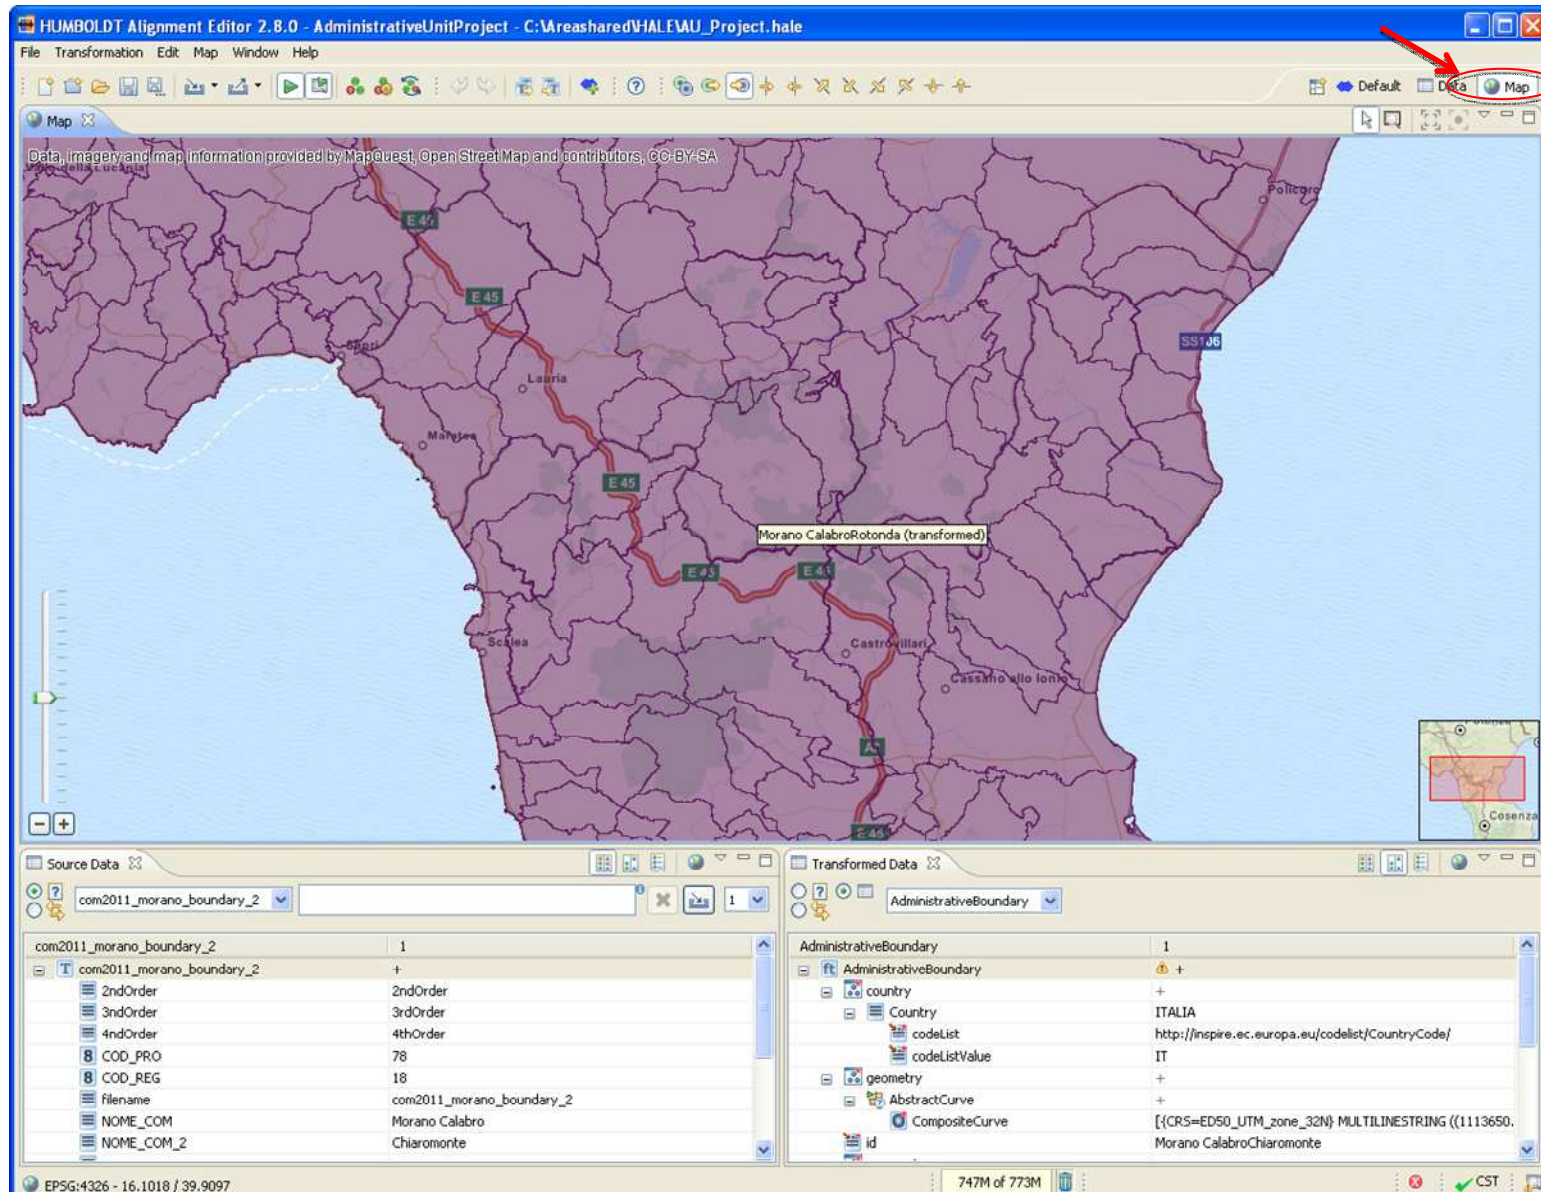 HUMBOLDT Alignment Editor 2.8.0 - AdministrativeUnitProject - C:\Areashared\HALE\AU_Project.hale
File Transformation Edit Map Window Help
Default Data Map
Map
Data, imagery and map information provided by MapQuest, Open Street Map and contributors, CC-BY-SA
Policoro
E 45
E 45
SS106
Sapri
Lauria
Maratea
E 45
Morano CalabroRotonda (transformed)
E 45 E 45
Scalea
Castrovillari
Cassano allo Ionio
E 45
Cosenza
Source Data
Transformed Data
com2011_morano_boundary_2 1
AdministrativeBoundary
com2011_morano_boundary_2 1
com2011_morano_boundary_2 +
2ndOrder 2ndOrder
3ndOrder 3rdOrder
4ndOrder 4thOrder
COD_PRO 78
COD_REG 18
filename com2011_morano_boundary_2
NOME_COM Morano Calabro
NOME_COM_2 Chiaromonte
AdministrativeBoundary 1
AdministrativeBoundary +
country +
Country ITALIA
codeList http://inspire.ec.europa.eu/codelist/CountryCode/
codeListValue IT
geometry +
AbstractCurve +
CompositeCurve [{CRS=ED50_UTM_zone_32N} MULTILINESTRING ((1113650.
id Morano CalabroChiaromonte
EPSG:4326 - 16.1018 / 39.9097
747M of 773M
CST